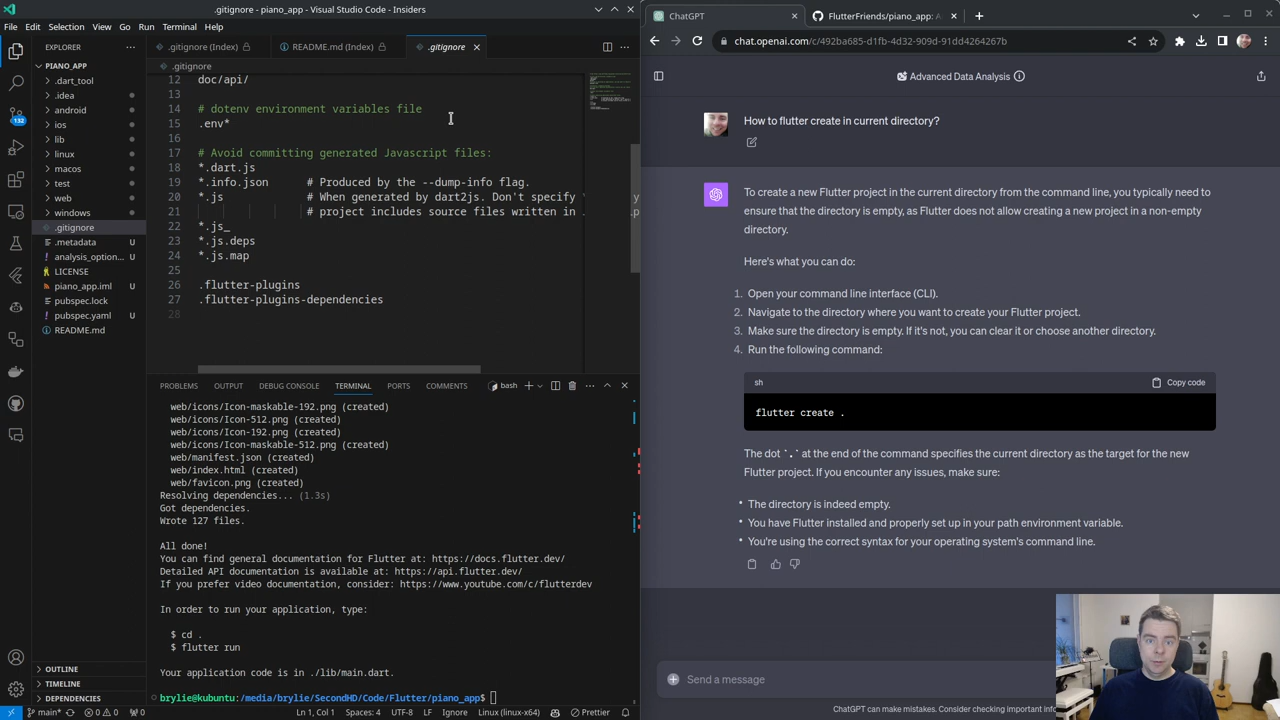 .gitignore - piano_app - Visual Studio Code - Insiders
File Edit Selection View Go Run Terminal Help
EXPLORER
PIANO_APP
.dart_tool
.idea
android
ios
lib
linux
macos
test
web
windows
.gitignore
.metadata U
analysis_option... U
LICENSE
piano_app.iml U
pubspec.lock U
pubspec.yaml U
README.md
132
OUTLINE
TIMELINE
DEPENDENCIES
.gitignore (Index)
README.md (Index)
.gitignore
.gitignore
12 doc/api/
13
14 # dotenv environment variables file
15 .env*
16
17 # Avoid committing generated Javascript files:
18 *.dart.js
19 *.info.json # Produced by the --dump-info flag.
20 *.js # When generated by dart2js. Don't specify
21 # project includes source files written in
22 *.js_
23 *.js.deps
24 *.js.map
25
26 .flutter-plugins
27 .flutter-plugins-dependencies
28
PROBLEMS OUTPUT DEBUG CONSOLE TERMINAL PORTS COMMENTS
bash
web/icons/Icon-maskable-192.png (created)
web/icons/Icon-512.png (created)
web/icons/Icon-192.png (created)
web/icons/Icon-maskable-512.png (created)
web/manifest.json (created)
web/index.html (created)
web/favicon.png (created)
Resolving dependencies... (1.3s)
Got dependencies.
Wrote 127 files.
All done!
You can find general documentation for Flutter at: https://docs.flutter.dev/
Detailed API documentation is available at: https://api.flutter.dev/
If you prefer video documentation, consider: https://www.youtube.com/c/flutterdev
In order to run your application, type:
$ cd .
$ flutter run
Your application code is in ./lib/main.dart.
brylie@kubuntu:/media/brylie/SecondHD/Code/Flutter/piano_app$
main* 0 0 0 Ln 1, Col 1 Spaces: 4 UTF-8 LF Ignore Linux (linux-x64) Prettier
ChatGPT
FlutterFriends/piano_app: A
chat.openai.com/c/492ba685-d1fb-4d32-909d-91dd4264267b
Advanced Data Analysis
How to flutter create in current directory?
To create a new Flutter project in the current directory from the command line, you typically need to
ensure that the directory is empty, as Flutter does not allow creating a new project in a non-empty
directory.
Here's what you can do:
1. Open your command line interface (CLI).
2. Navigate to the directory where you want to create your Flutter project.
3. Make sure the directory is empty. If it's not, you can clear it or choose another directory.
4. Run the following command:
sh
Copy code
flutter create .
The dot `.` at the end of the command specifies the current directory as the target for the new
Flutter project. If you encounter any issues, make sure:
• The directory is indeed empty.
• You have Flutter installed and properly set up in your path environment variable.
• You're using the correct syntax for your operating system's command line.
Send a message
ChatGPT can make mistakes. Consider checking important